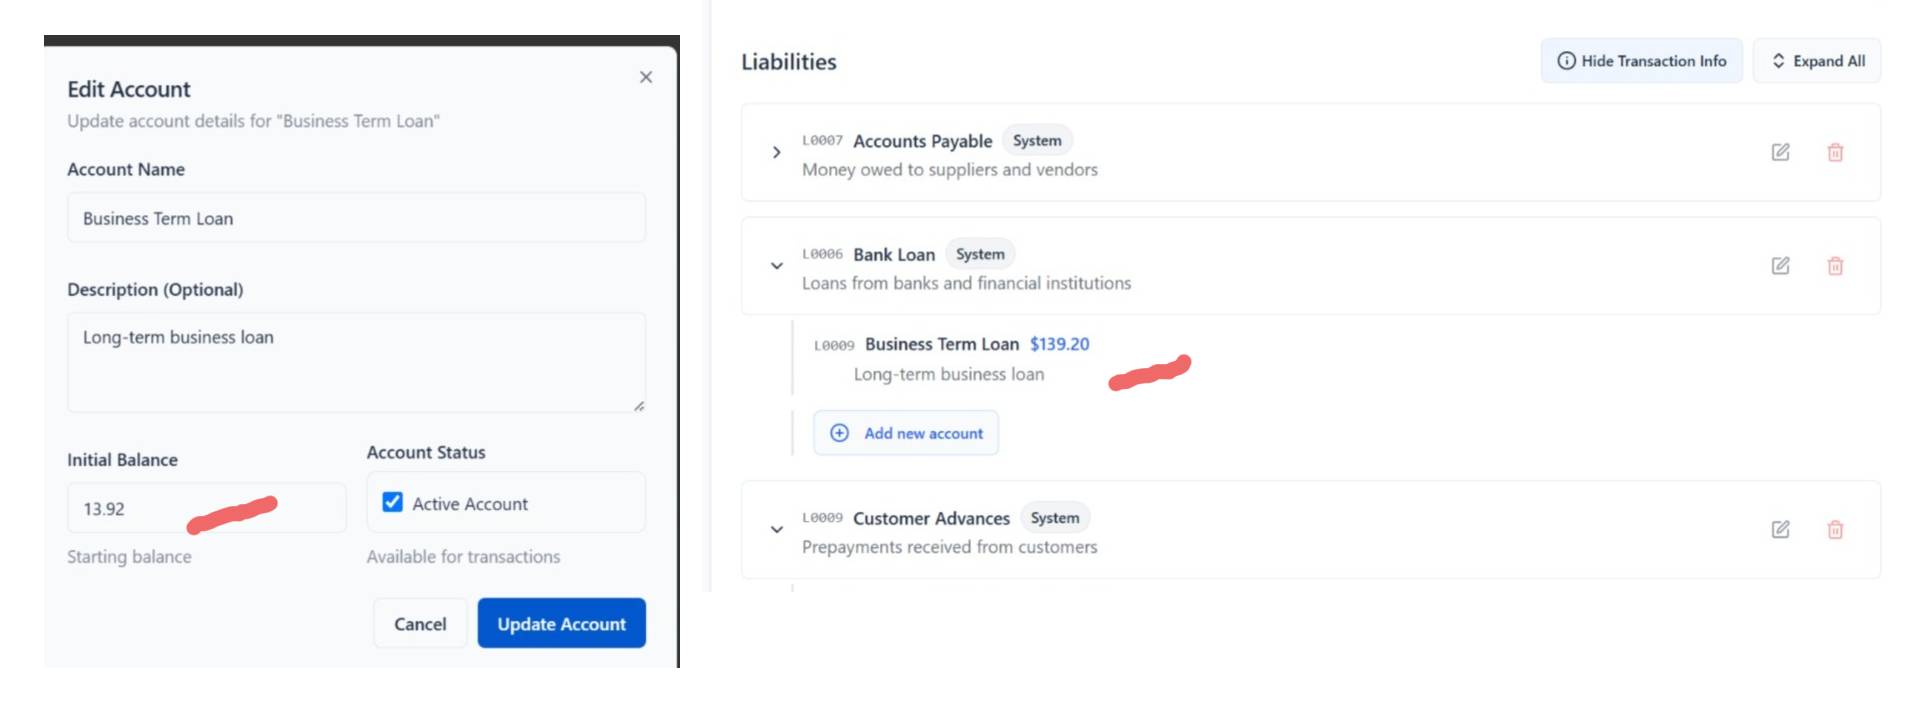 Edit Account
Update account details for "Business Term Loan"
Account Name
Business Term Loan
Description (Optional)
Long-term business loan
Initial Balance
13.92
Starting balance
Account Status
Active Account
Available for transactions
Cancel
Update Account
Liabilities
Hide Transaction Info
Expand All
L0007 Accounts Payable System
Money owed to suppliers and vendors
L0006 Bank Loan System
Loans from banks and financial institutions
L0009 Business Term Loan $139.20
Long-term business loan
Add new account
L0009 Customer Advances System
Prepayments received from customers